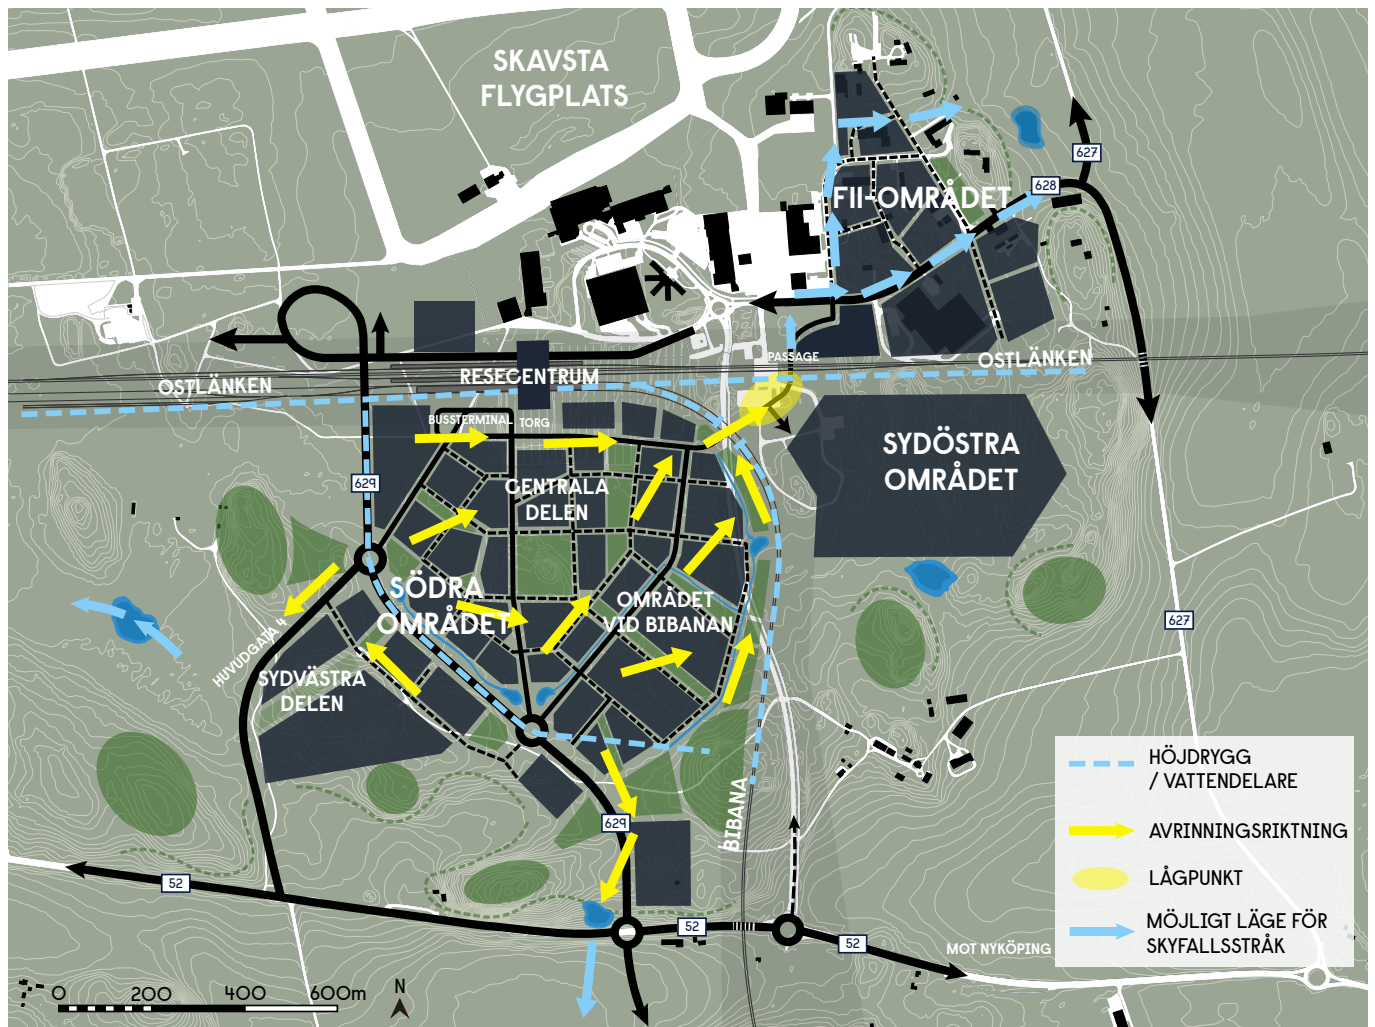 SKAVSTA
FLYGPLATS
627
628
FII-OMRÅDET
PASSAGE
OSTLÄNKEN
OSTLÄNKEN
RESECENTRUM
BUSSTERMINAL TORG
SYDÖSTRA
OMRÅDET
629
CENTRALA
DELEN
SÖDRA
OMRÅDET
OMRÅDET
VID BIBANAN
627
HUVUDGATA 4
SYDVÄSTRA
DELEN
BIBANA
629
52
52
52
MOT NYKÖPING
HÖJDRYGG
/ VATTENDELARE
AVRINNINGSRIKTNING
LÅGPUNKT
MÖJLIGT LÄGE FÖR
SKYFALLSSTRÅK
0 200 400 600m
N